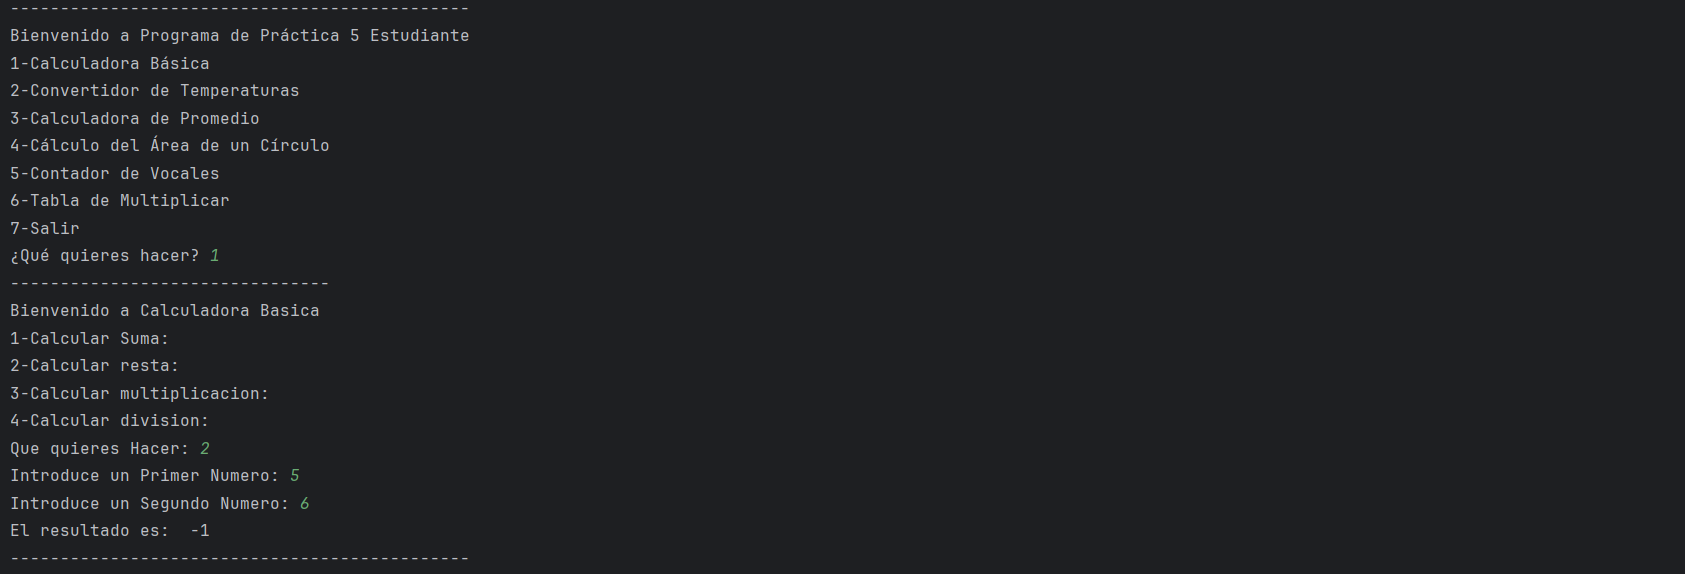 ----------------------------------------------
Bienvenido a Programa de Práctica 5 Estudiante
1-Calculadora Básica
2-Convertidor de Temperaturas
3-Calculadora de Promedio
4-Cálculo del Área de un Círculo
5-Contador de Vocales
6-Tabla de Multiplicar
7-Salir
¿Qué quieres hacer? 1
--------------------------------
Bienvenido a Calculadora Basica
1-Calcular Suma:
2-Calcular resta:
3-Calcular multiplicacion:
4-Calcular division:
Que quieres Hacer: 2
Introduce un Primer Numero: 5
Introduce un Segundo Numero: 6
El resultado es:  -1
----------------------------------------------